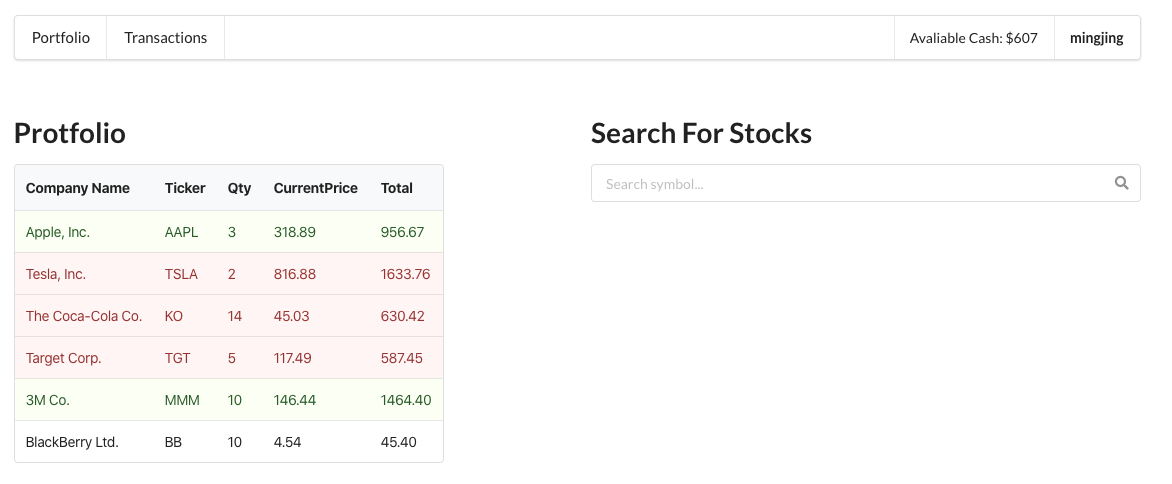 Portfolio Transactions Avaliable Cash: $607 mingjing
Protfolio
Company Name Ticker Qty CurrentPrice Total
Apple, Inc. AAPL 3 318.89 956.67
Tesla, Inc. TSLA 2 816.88 1633.76
The Coca-Cola Co. KO 14 45.03 630.42
Target Corp. TGT 5 117.49 587.45
3M Co. MMM 10 146.44 1464.40
BlackBerry Ltd. BB 10 4.54 45.40
Search For Stocks
Search symbol...